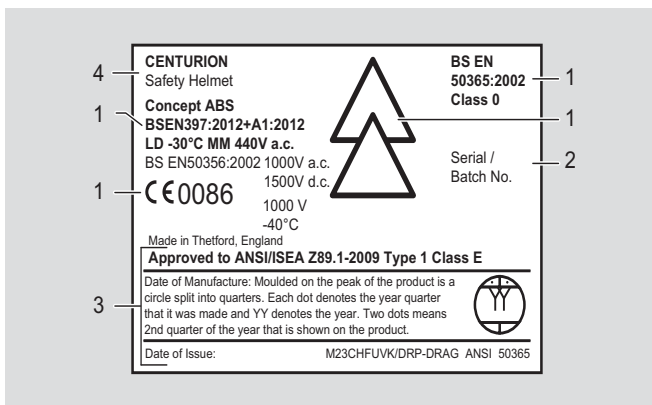 4
CENTURION
Safety Helmet
Concept ABS
1
BSEN397:2012+A1:2012
LD -30°C MM 440V a.c.
BS EN50356:2002 1000V a.c.
1500V d.c.
1
CE0086
1000 V
-40°C
BS EN
50365:2002
Class 0
1
1
Serial /
Batch No.
2
Made in Thetford, England
Approved to ANSI/ISEA Z89.1-2009 Type 1 Class E
3
Date of Manufacture: Moulded on the peak of the product is a
circle split into quarters. Each dot denotes the year quarter
that it was made and YY denotes the year. Two dots means
2nd quarter of the year that is shown on the product.
YY
Date of Issue:
M23CHFUVK/DRP-DRAG ANSI 50365